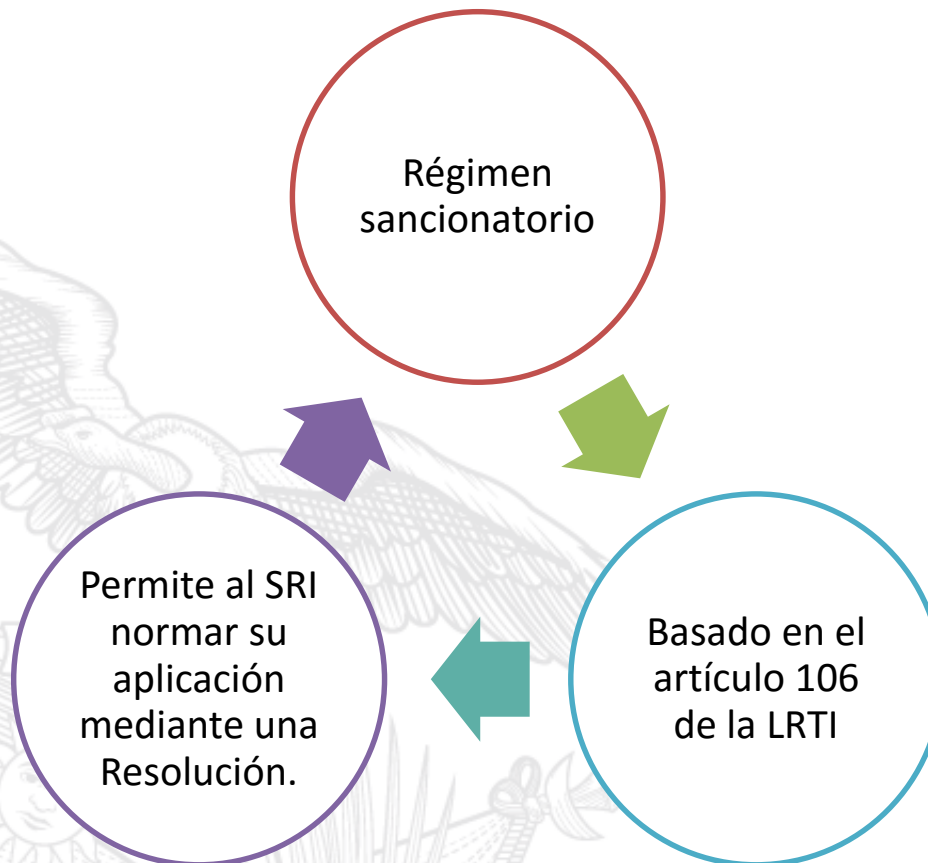 Régimen
sancionatorio
Basado en el
artículo 106
de la LRTI
Permite al SRI
normar su
aplicación
mediante una
Resolución.